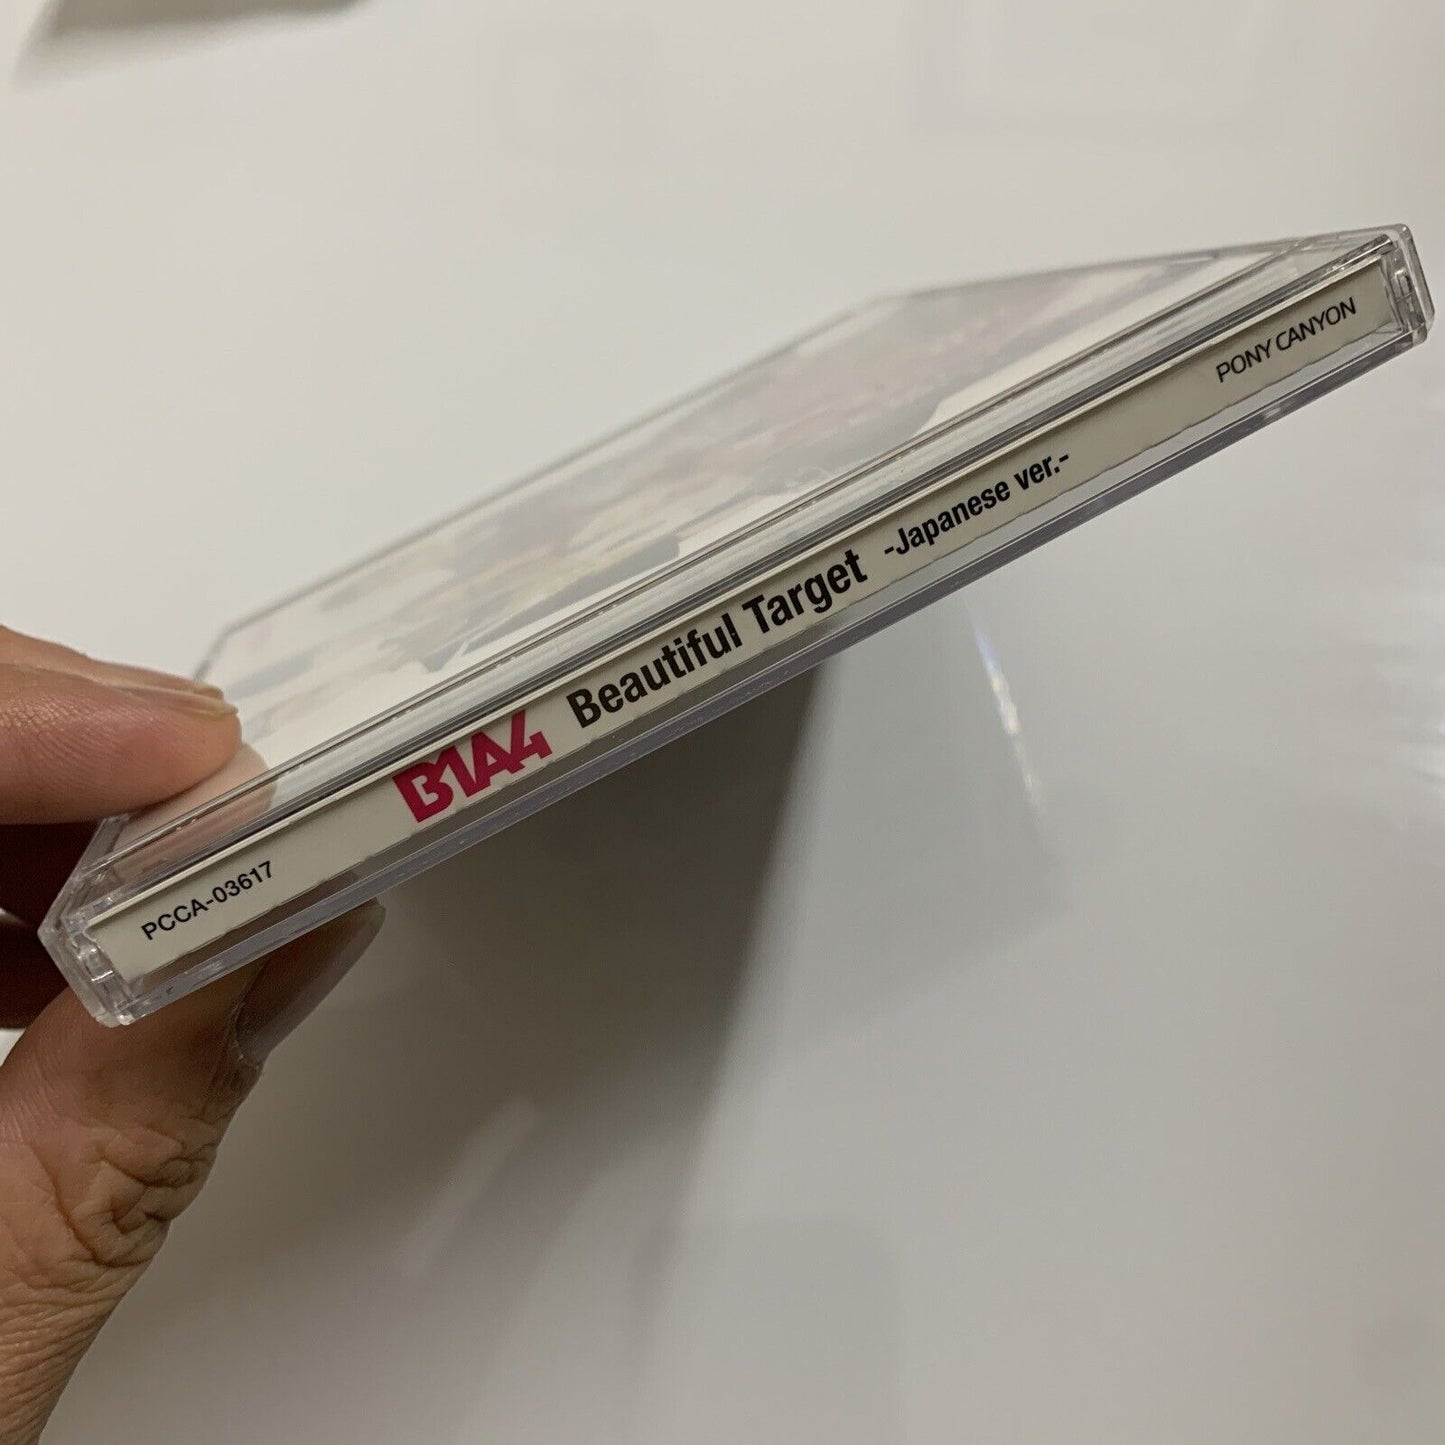 PCCA-03617 B1A4 Beautiful Target -Japanese ver.- PONY CANYON